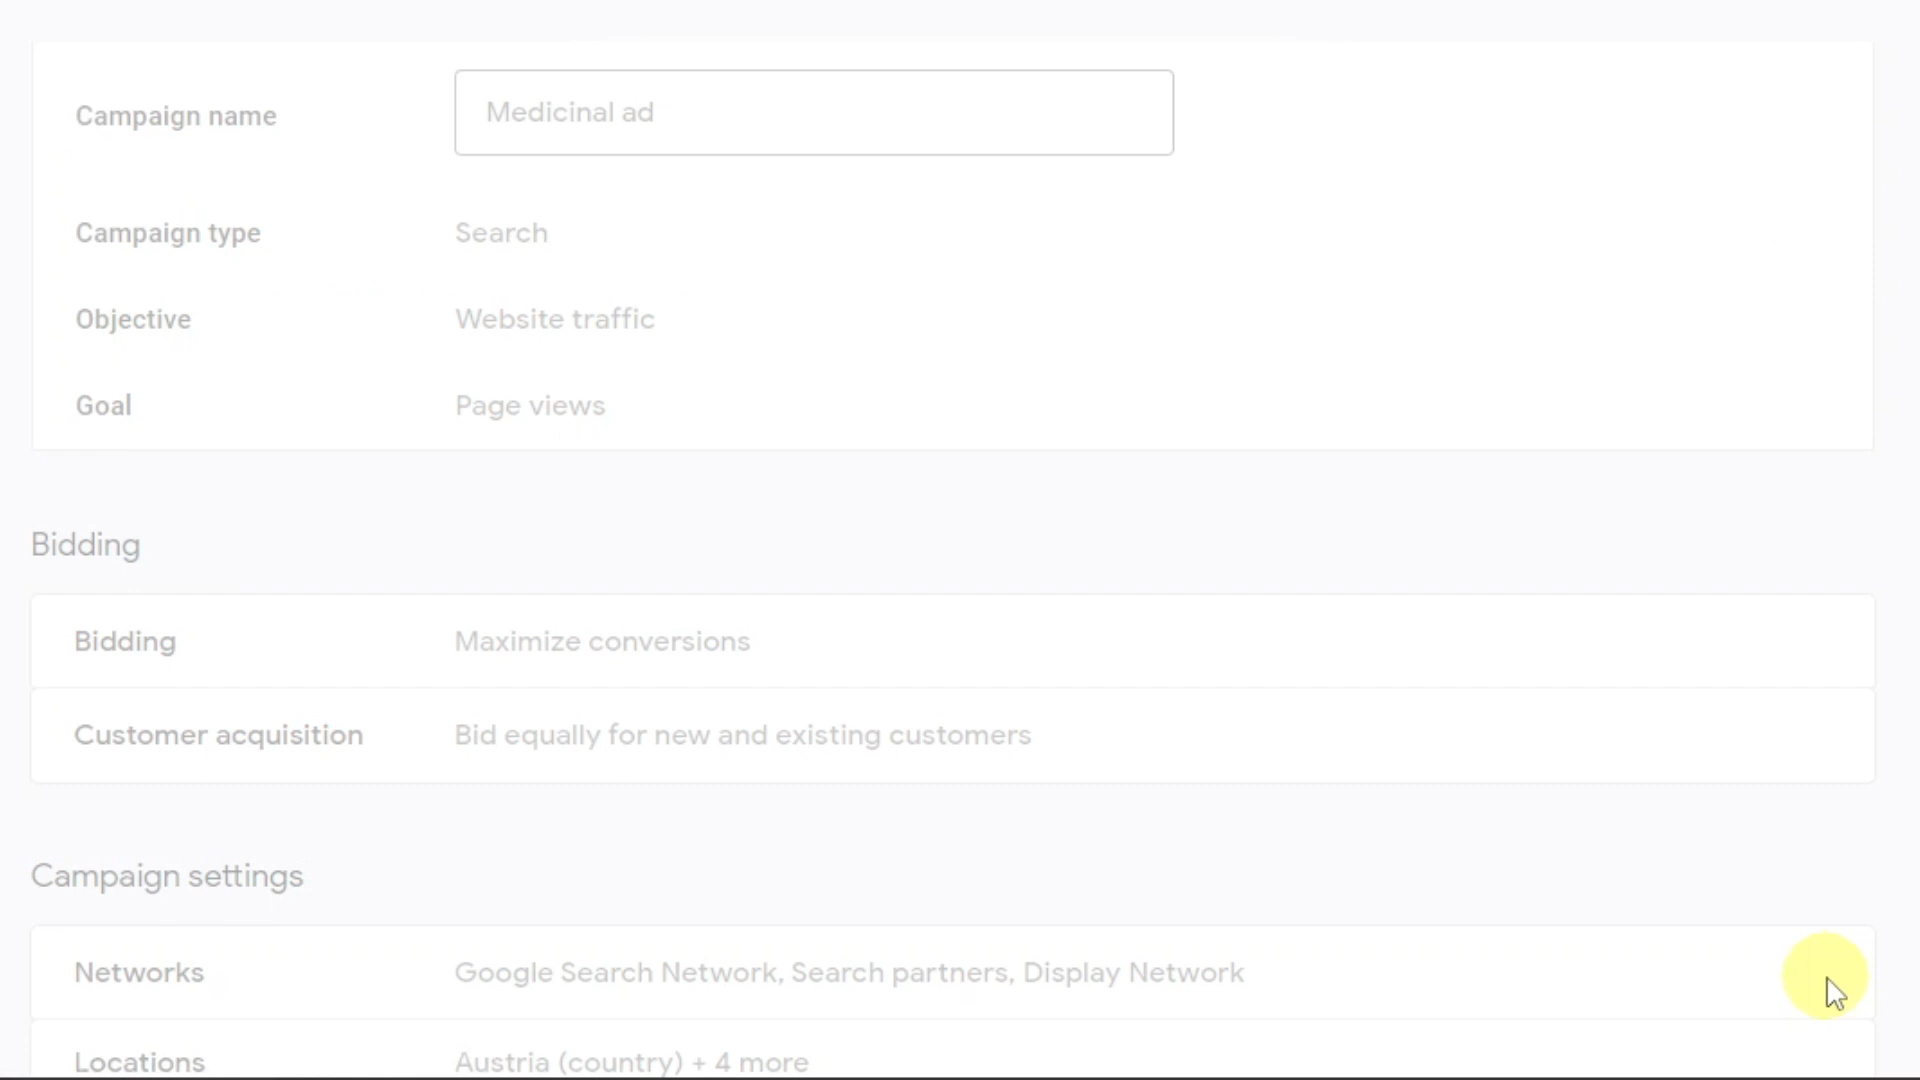 Campaign name Medicinal ad
Campaign type Search
Objective Website traffic
Goal Page views
Bidding
Bidding Maximize conversions
Customer acquisition Bid equally for new and existing customers
Campaign settings
Networks Google Search Network, Search partners, Display Network
Locations Austria (country) + 4 more